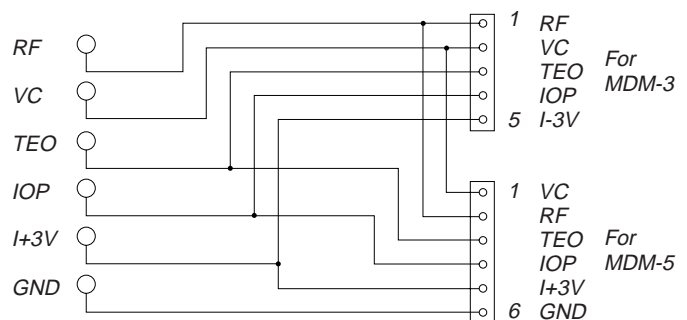 RF
VC
TEO
IOP
I+3V
GND
1 RF
VC
TEO
IOP
5 I-3V
For
MDM-3
1 VC
RF
TEO
IOP
I+3V
6 GND
For
MDM-5